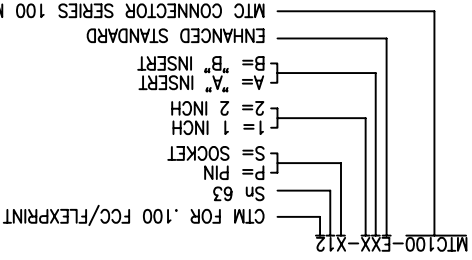 MTC100-EXX-X12
CTM FOR .100 FCC/FLEXPRINT
Sn 63
P= PIN
S= SOCKET
1= 1 INCH
2= 2 INCH
A= "A" INSERT
B= "B" INSERT
ENHANCED STANDARD
MTC CONNECTOR SERIES 100 M